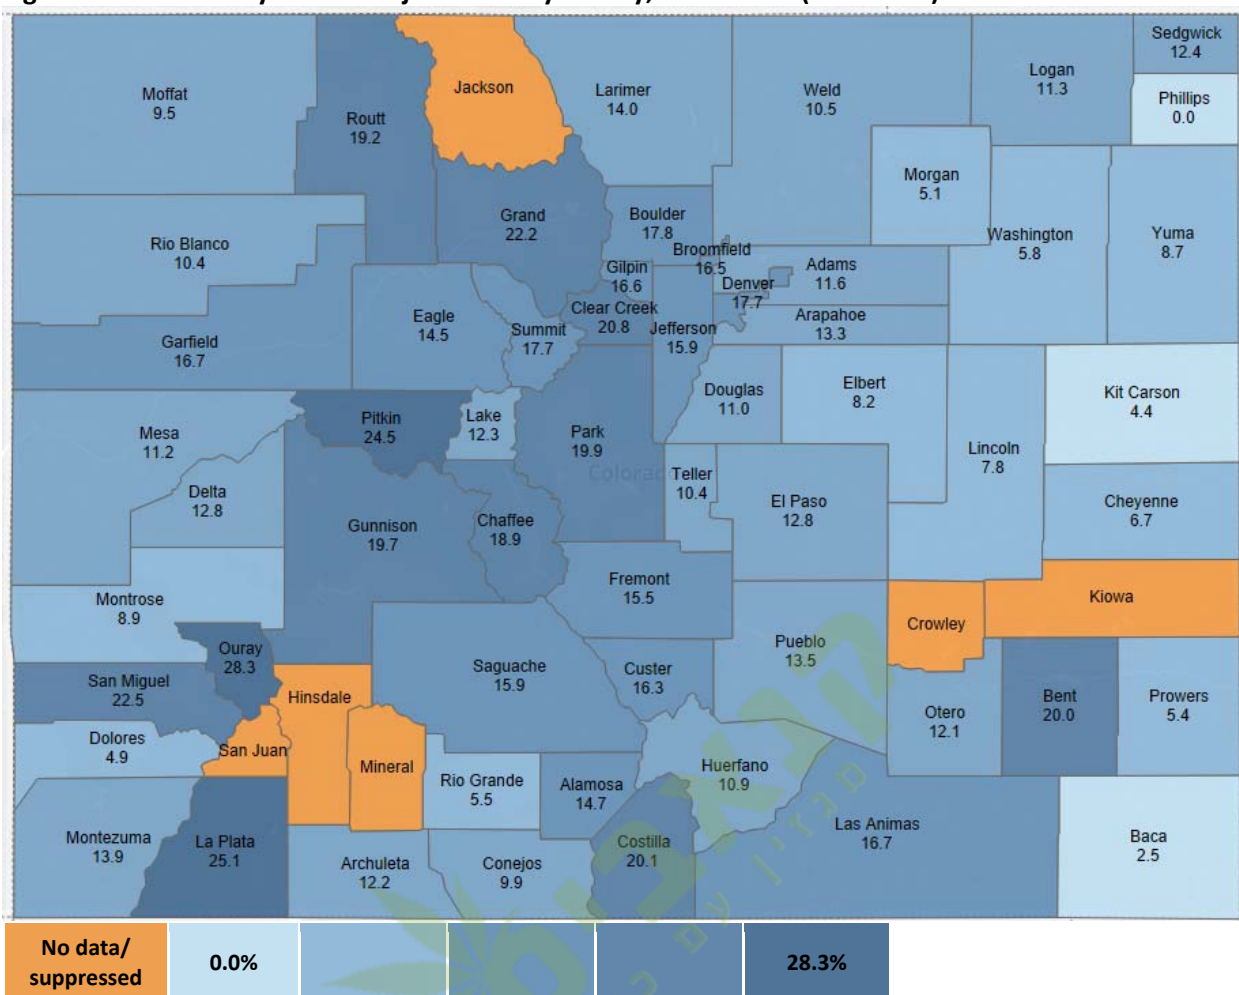 Moffat
9.5
Routt
19.2
Jackson
Larimer
14.0
Weld
10.5
Logan
11.3
Sedgwick
12.4
Phillips
0.0
Morgan
5.1
Washington
5.8
Yuma
8.7
Rio Blanco
10.4
Grand
22.2
Boulder
17.8
Broomfield
16.5
Gilpin
16.6
Adams
11.6
Denver
17.7
Clear Creek
20.8
Arapahoe
13.3
Jefferson
15.9
Garfield
16.7
Eagle
14.5
Summit
17.7
Douglas
11.0
Elbert
8.2
Kit Carson
4.4
Mesa
11.2
Pitkin
24.5
Lake
12.3
Park
19.9
Lincoln
7.8
Colorado
Teller
10.4
Delta
12.8
Gunnison
19.7
Chaffee
18.9
El Paso
12.8
Cheyenne
6.7
Fremont
15.5
Montrose
8.9
Kiowa
Crowley
Ouray
28.3
Saguache
15.9
Custer
16.3
Pueblo
13.5
San Miguel
22.5
Hinsdale
Otero
12.1
Bent
20.0
Prowers
5.4
Dolores
4.9
San Juan
Mineral
Rio Grande
5.5
Alamosa
14.7
Huerfano
10.9
Montezuma
13.9
La Plata
25.1
Archuleta
12.2
Conejos
9.9
Costilla
20.1
Las Animas
16.7
Baca
2.5
No data/
suppressed
0.0%
28.3%